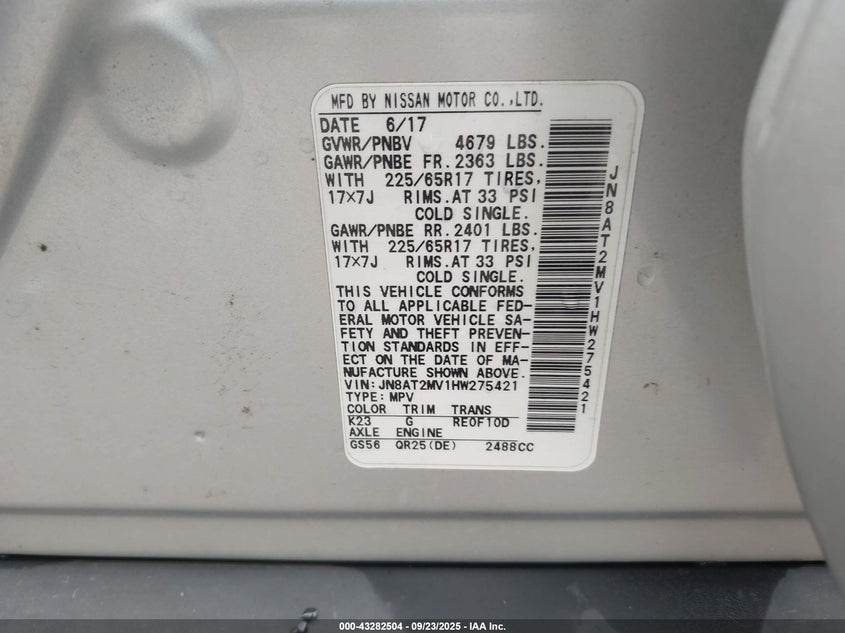 MFD BY NISSAN MOTOR CO.,LTD.
DATE 6/17
GVWR/PNBV 4679 LBS.
GAWR/PNBE FR. 2363 LBS.
WITH 225/65R17 TIRES,
17×7J RIMS. AT 33 PSI
COLD SINGLE.
GAWR/PNBE RR. 2401 LBS.
WITH 225/65R17 TIRES,
17×7J RIMS. AT 33 PSI
COLD SINGLE.
THIS VEHICLE CONFORMS
TO ALL APPLICABLE FED-
ERAL MOTOR VEHICLE SA-
FETY AND THEFT PREVEN-
TION STANDARDS IN EFF-
ECT ON THE DATE OF MA-
NUFACTURE SHOWN ABOVE.
VIN: JN8AT2MV1HW275421
TYPE: MPV
COLOR TRIM TRANS
K23 G RE0F10D
AXLE ENGINE
GS56 QR25(DE) 2488CC
JN8AT2MV1HW275421
000-43282504 - 09/23/2025 - IAA Inc.